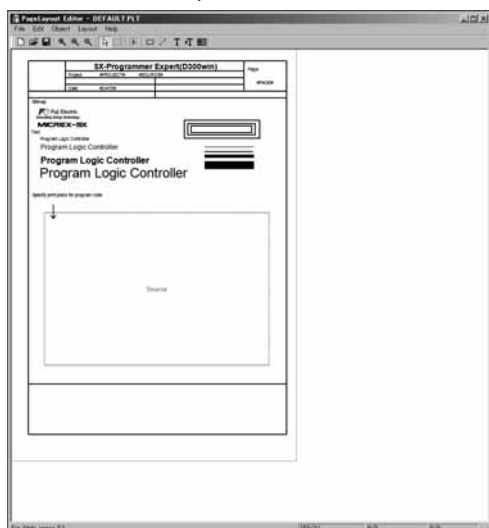 PageLayout Editor - DEFAULT.PLT
File Edit Object Layout Help
SX-Programmer Expert(D300win)
Page
Project
Date
Bitmap
Fuji Electric
MICREX-SX
Text
Program Logic Controller
Program Logic Controller
Program Logic Controller
Program Logic Controller
Specify print place for program code
Source